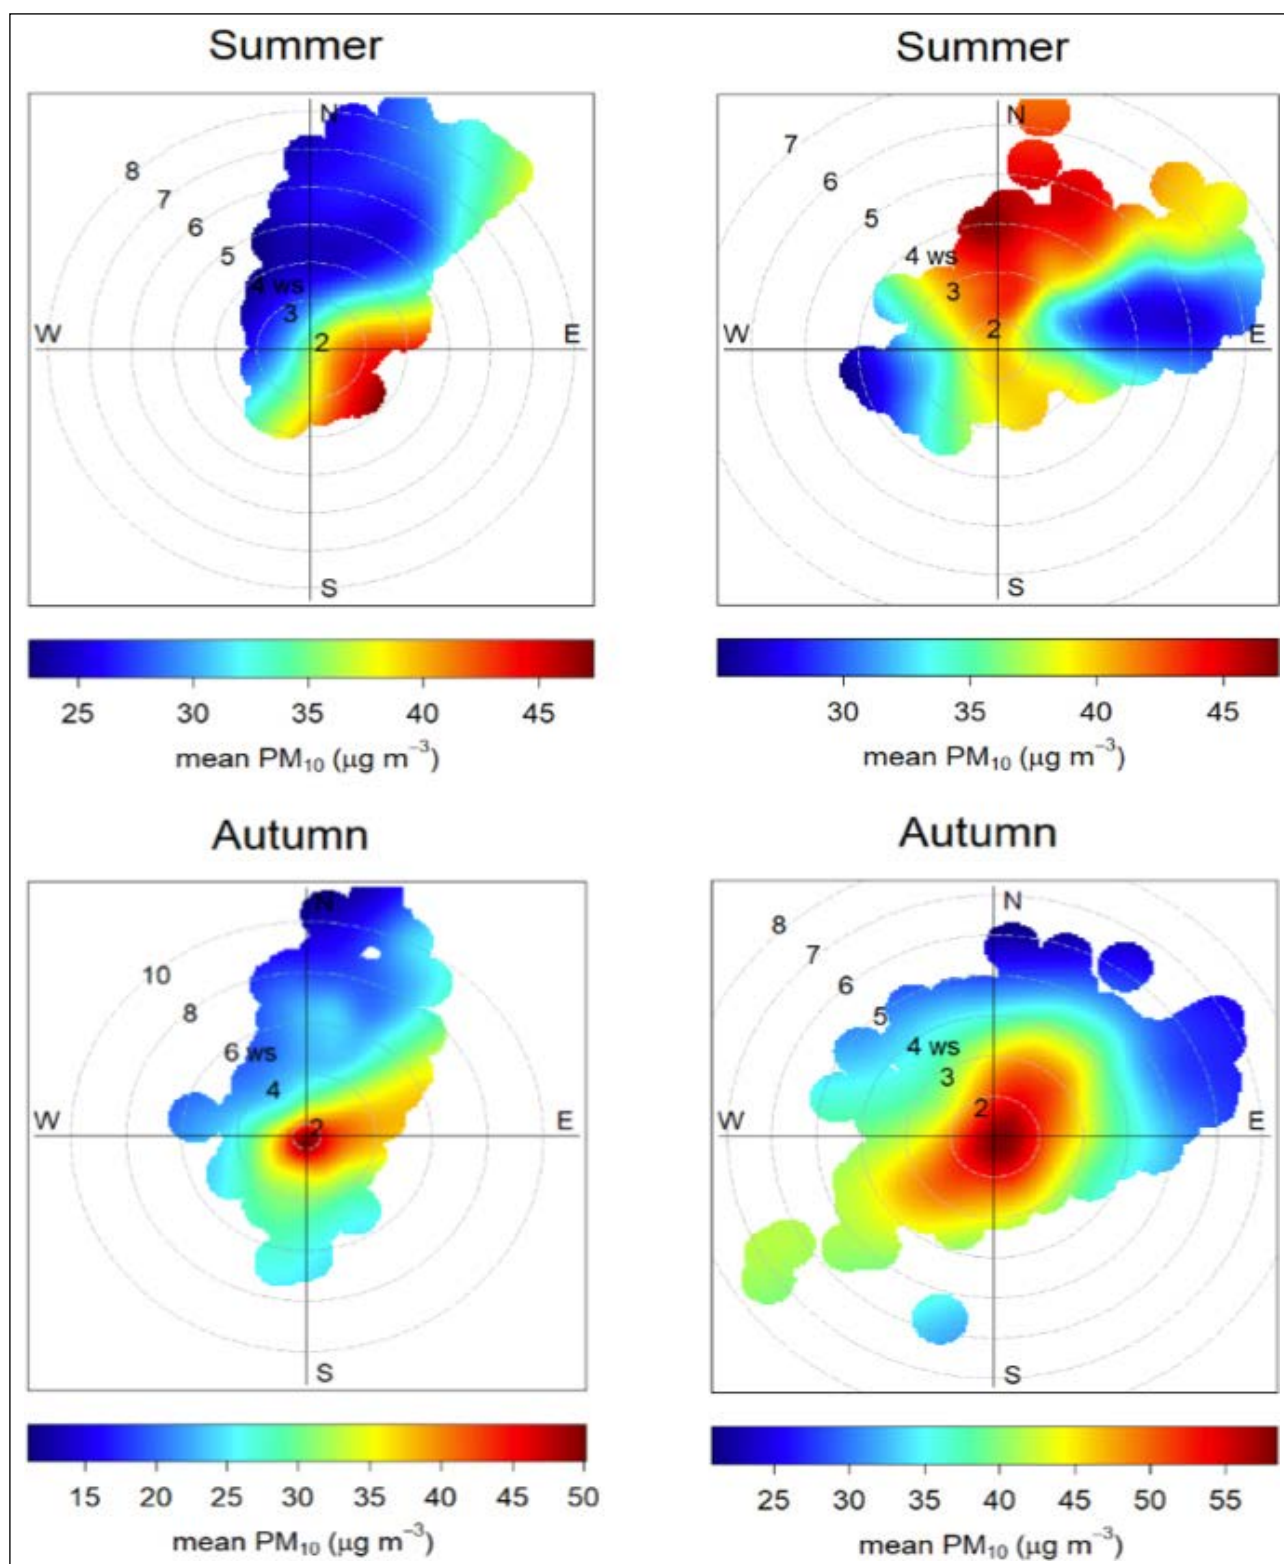 Summer
N
8
7
6
5
4 ws
3
2
W
E
S
25 30 35 40 45
mean PM₁₀ (μg m⁻³)
Summer
N
7
6
5
4 ws
3
2
W
E
S
30 35 40 45
mean PM₁₀ (μg m⁻³)
Autumn
N
10
8
6 ws
4
2
W
E
S
15 20 25 30 35 40 45 50
mean PM₁₀ (μg m⁻³)
Autumn
N
8
7
6
5
4 ws
3
2
W
E
S
25 30 35 40 45 50 55
mean PM₁₀ (μg m⁻³)